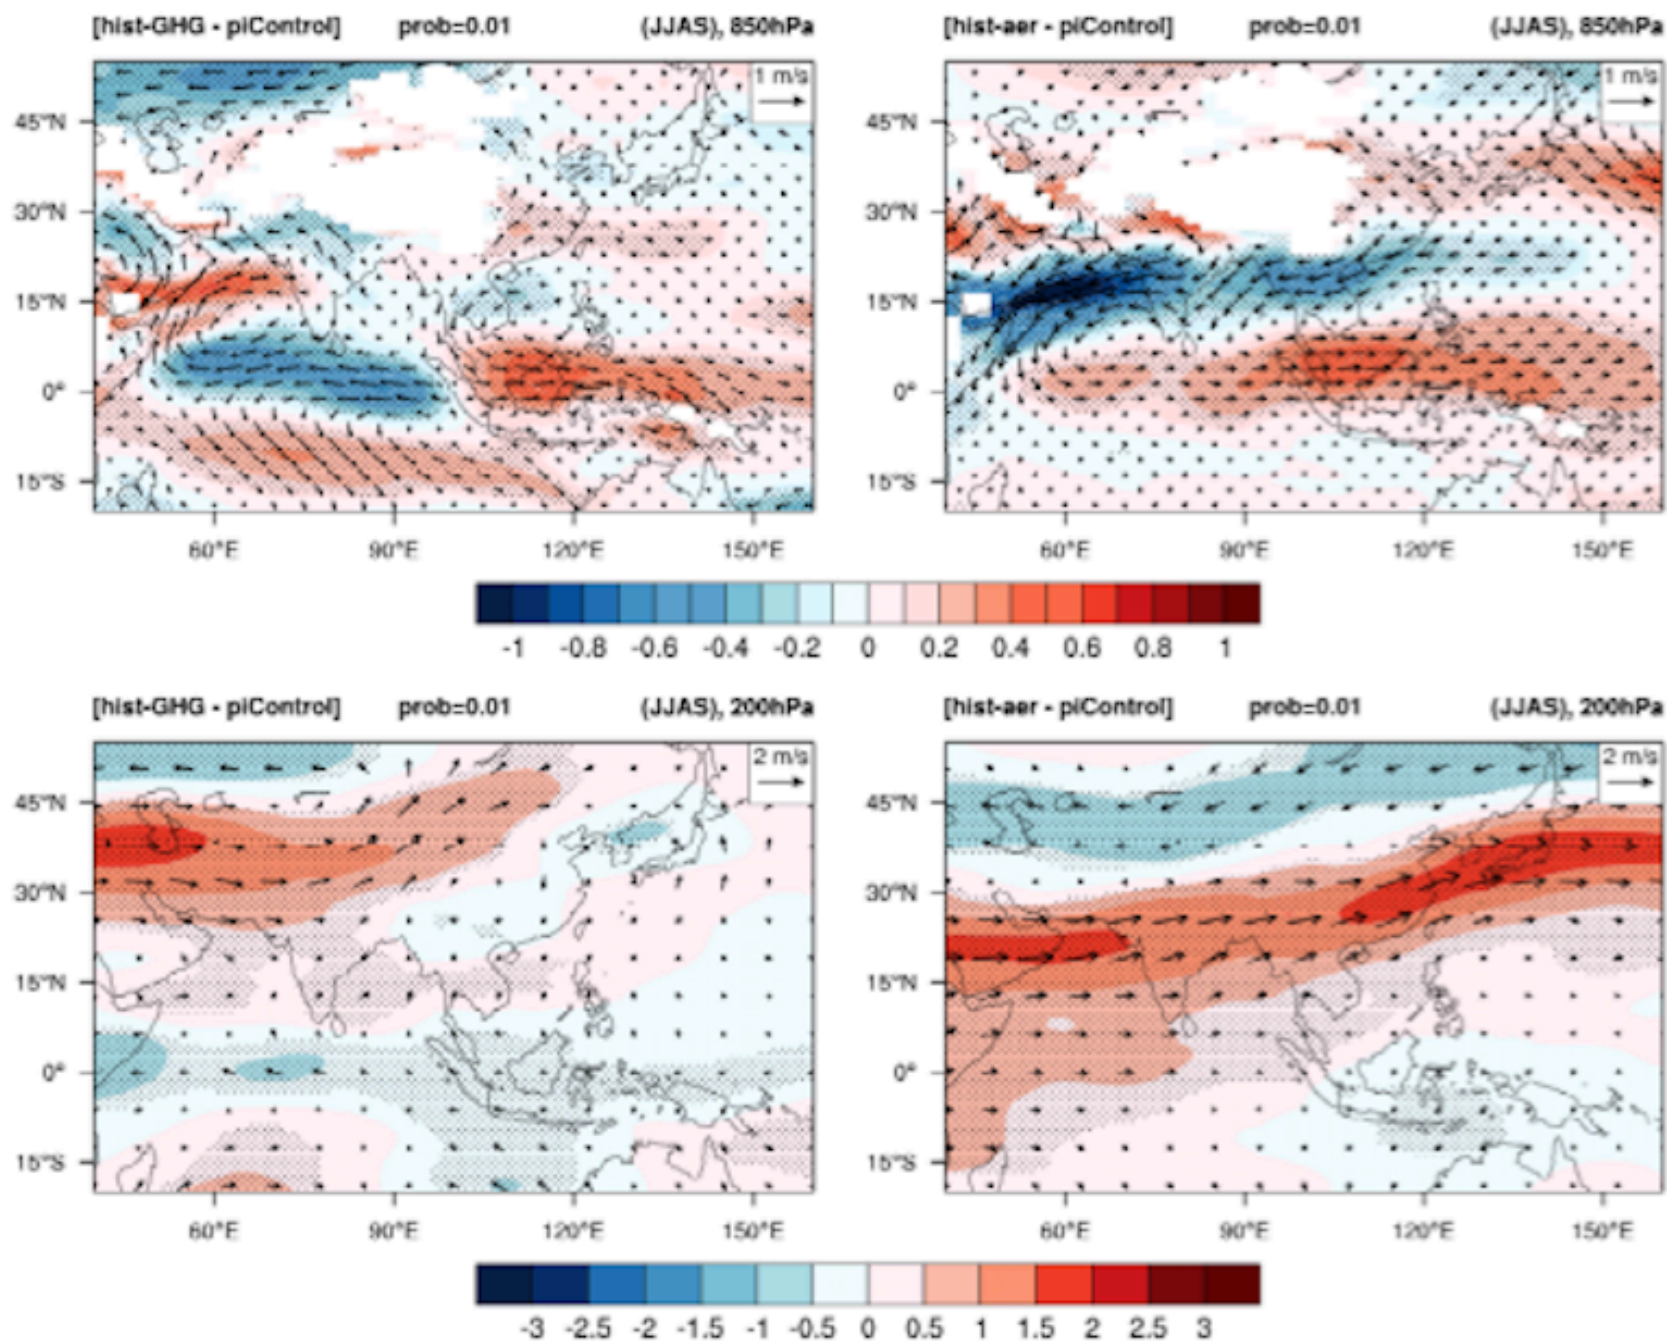 [hist-GHG - piControl] prob=0.01 (JJAS), 850hPa
[hist-aer - piControl] prob=0.01 (JJAS), 850hPa
1 m/s
1 m/s
45°N
45°N
30°N
30°N
15°N
15°N
0°
0°
15°S
15°S
60°E 90°E 120°E 150°E
60°E 90°E 120°E 150°E
-1 -0.8 -0.6 -0.4 -0.2 0 0.2 0.4 0.6 0.8 1
[hist-GHG - piControl] prob=0.01 (JJAS), 200hPa
[hist-aer - piControl] prob=0.01 (JJAS), 200hPa
2 m/s
2 m/s
45°N
45°N
30°N
30°N
15°N
15°N
0°
0°
15°S
15°S
60°E 90°E 120°E 150°E
60°E 90°E 120°E 150°E
-3 -2.5 -2 -1.5 -1 -0.5 0 0.5 1 1.5 2 2.5 3